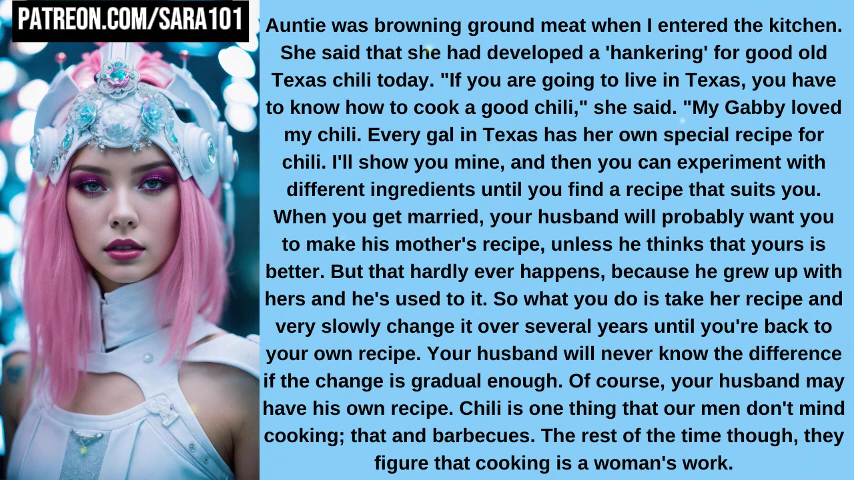 PATREON.COM/SARA101
Auntie was browning ground meat when I entered the kitchen.
She said that she had developed a 'hankering' for good old
Texas chili today. "If you are going to live in Texas, you have
to know how to cook a good chili," she said. "My Gabby loved
my chili. Every gal in Texas has her own special recipe for
chili. I'll show you mine, and then you can experiment with
different ingredients until you find a recipe that suits you.
When you get married, your husband will probably want you
to make his mother's recipe, unless he thinks that yours is
better. But that hardly ever happens, because he grew up with
hers and he's used to it. So what you do is take her recipe and
very slowly change it over several years until you're back to
your own recipe. Your husband will never know the difference
if the change is gradual enough. Of course, your husband may
have his own recipe. Chili is one thing that our men don't mind
cooking; that and barbecues. The rest of the time though, they
figure that cooking is a woman's work.